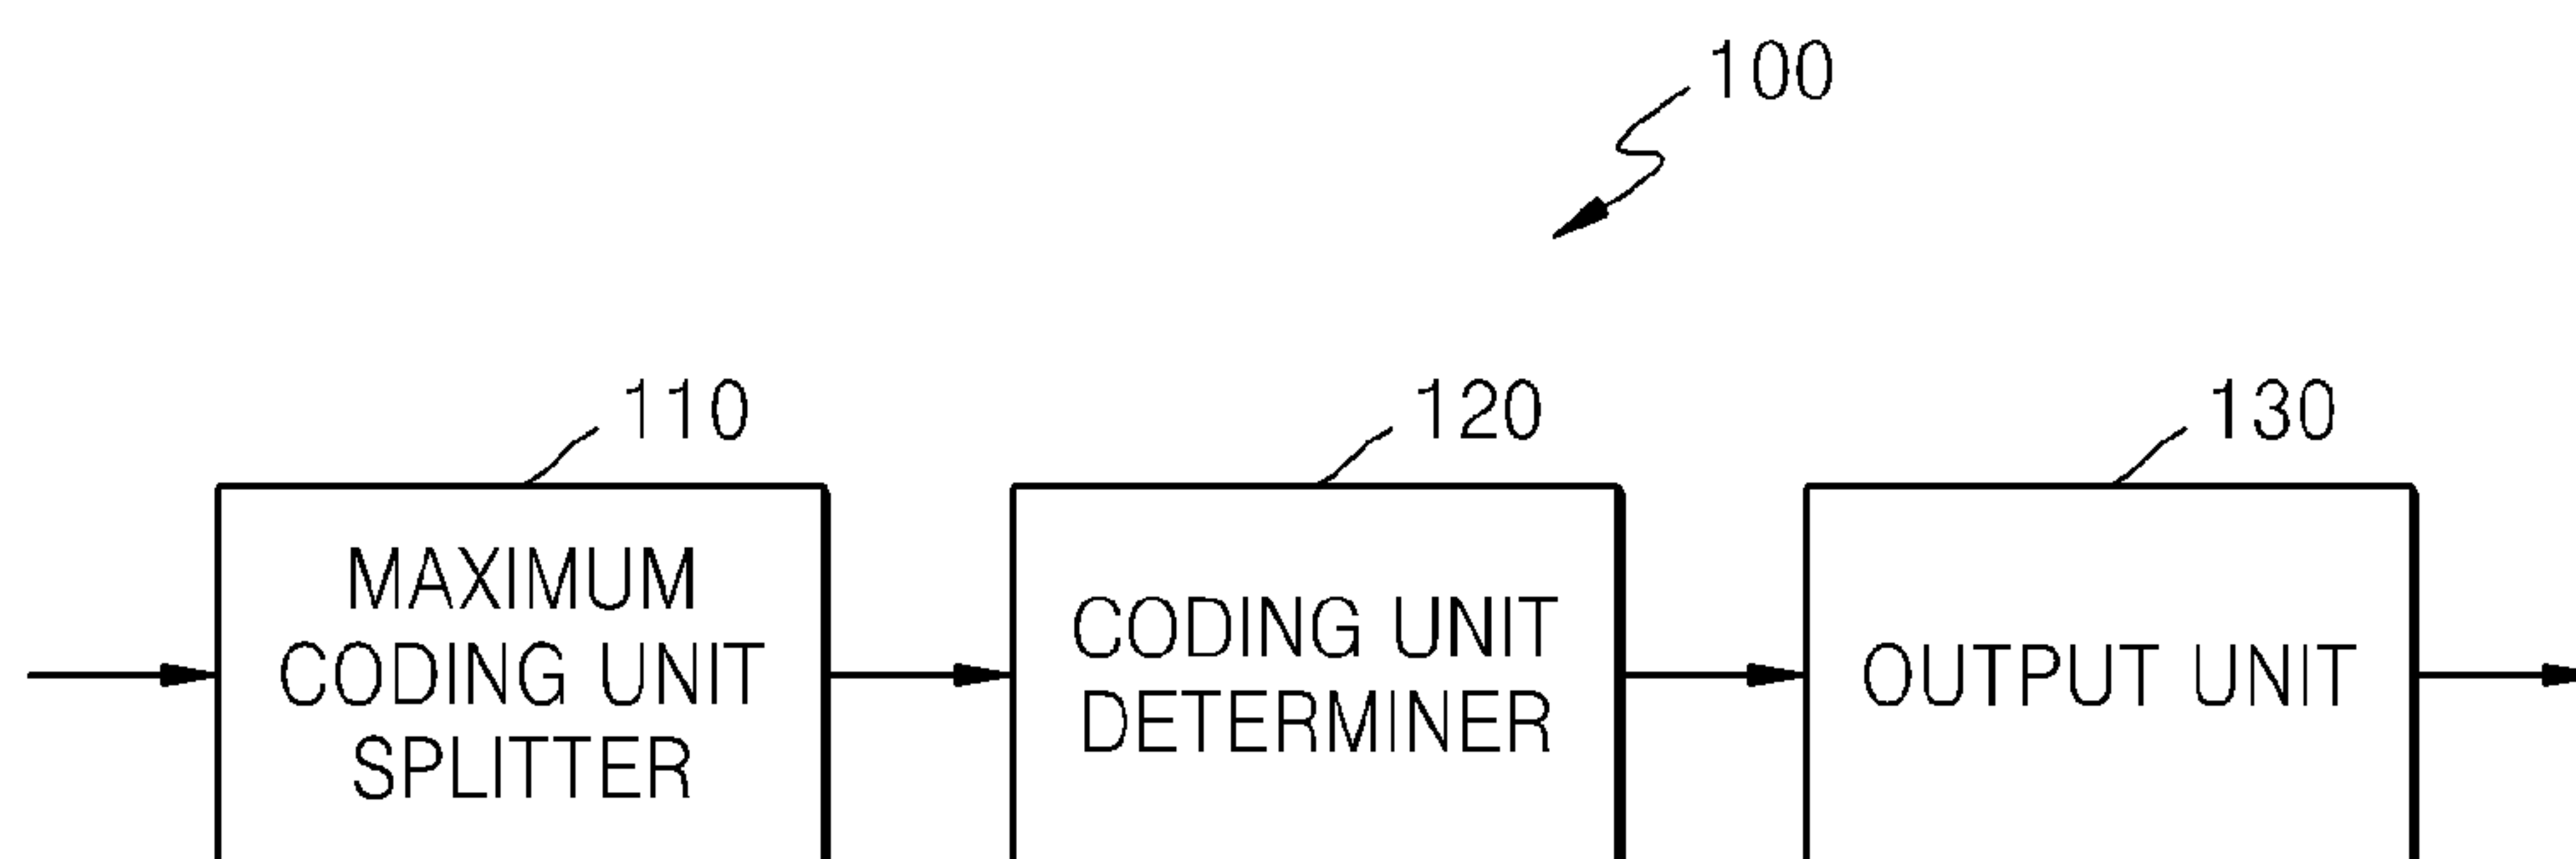 100
110
120
130
MAXIMUM
CODING UNIT
SPLITTER
CODING UNIT
DETERMINER
OUTPUT UNIT